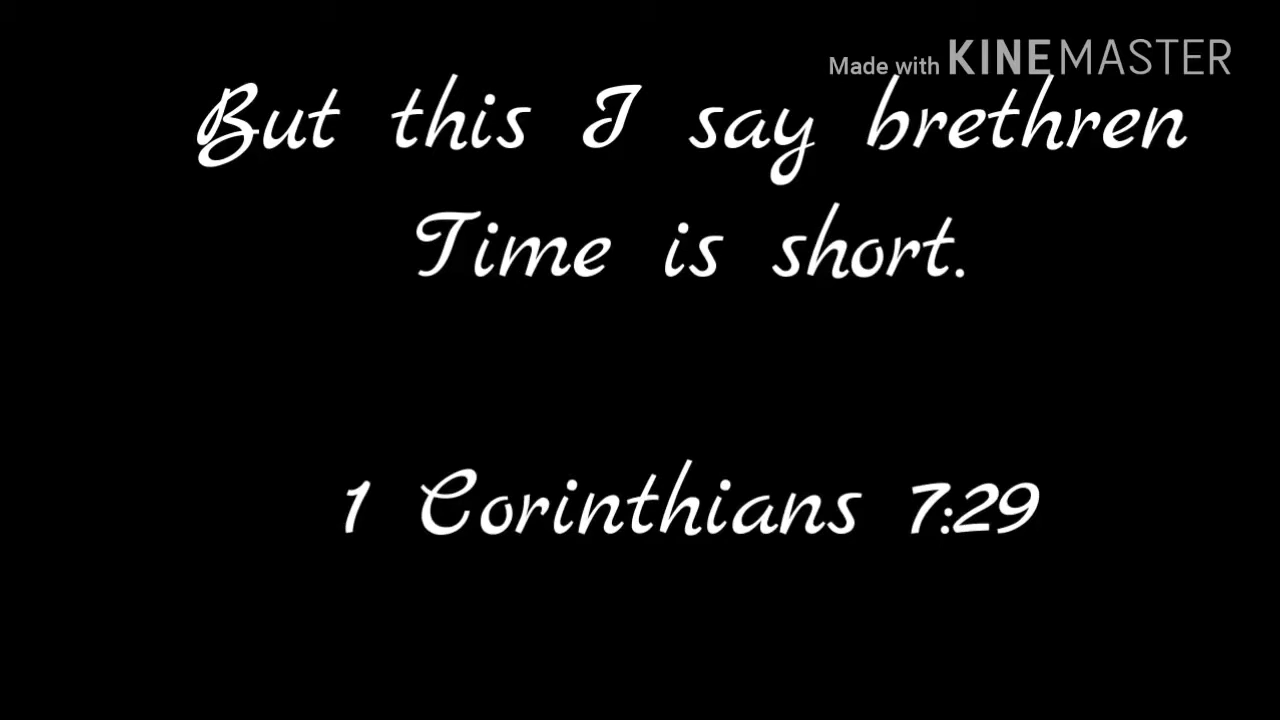 Made with KINEMASTER
But this I say brethren
Time is short.
1 Corinthians 7:29